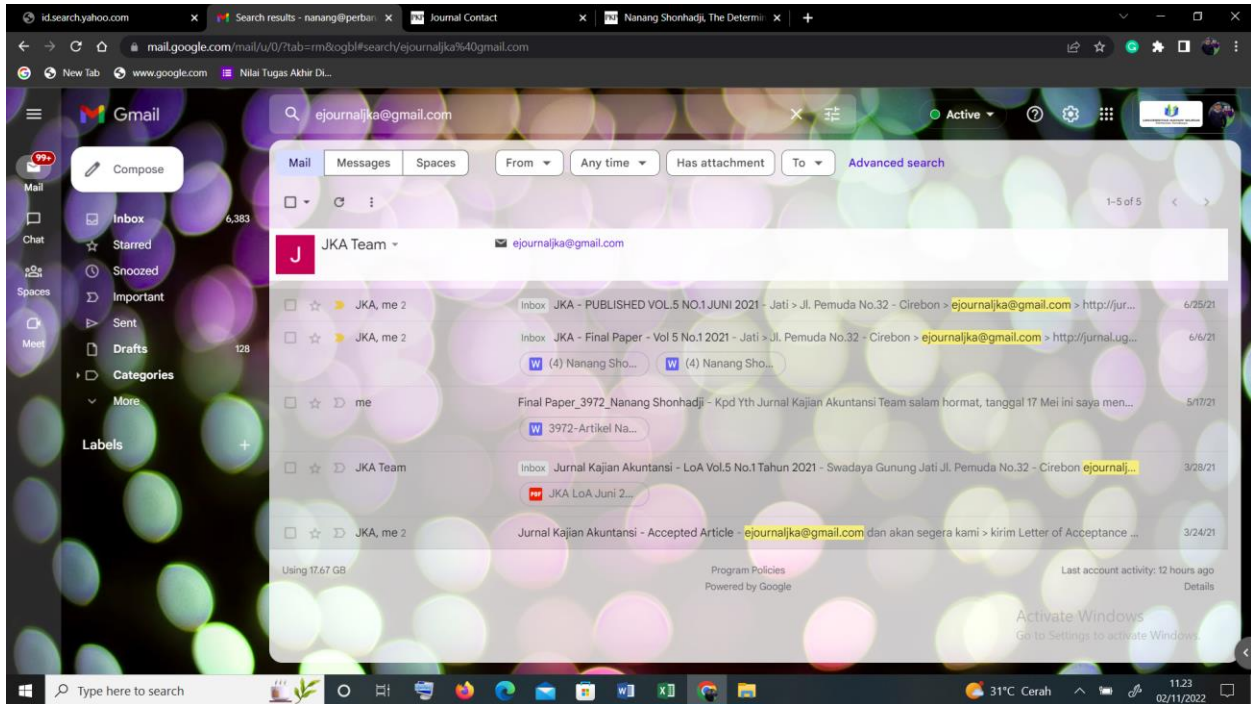 id.search.yahoo.com
Search results - nanang@perban
Journal Contact
Nanang Shonhadji, The Determin
mail.google.com/mail/u/0/?tab=rm&ogbl#search/ejournaljka%40gmail.com
New Tab
www.google.com
Nilai Tugas Akhir Di...
Gmail
ejournaljka@gmail.com
Active
99+
Mail
Compose
Mail
Messages
Spaces
From
Any time
Has attachment
To
Advanced search
1–5 of 5
Inbox 6,383
Chat
Starred
JKA Team
ejournaljka@gmail.com
J
Snoozed
Spaces
Important
JKA, me 2 Inbox JKA - PUBLISHED VOL.5 NO.1 JUNI 2021 - Jati > Jl. Pemuda No.32 - Cirebon > ejournaljka@gmail.com > http://jur... 6/25/21
Sent
Meet
JKA, me 2 Inbox JKA - Final Paper - Vol 5 No.1 2021 - Jati > Jl. Pemuda No.32 - Cirebon > ejournaljka@gmail.com > http://jurnal.ug... 6/6/21
Drafts 128
W (4) Nanang Sho... W (4) Nanang Sho...
Categories
More
me Final Paper_3972_Nanang Shonhadji - Kpd Yth Jurnal Kajian Akuntansi Team salam hormat, tanggal 17 Mei ini saya men... 5/17/21
W 3972-Artikel Na...
Labels
JKA Team Inbox Jurnal Kajian Akuntansi - LoA Vol.5 No.1 Tahun 2021 - Swadaya Gunung Jati Jl. Pemuda No.32 - Cirebon ejournalj... 3/28/21
PDF JKA LoA Juni 2...
JKA, me 2 Jurnal Kajian Akuntansi - Accepted Article - ejournaljka@gmail.com dan akan segera kami > kirim Letter of Acceptance ... 3/24/21
Using 17.67 GB
Program Policies
Powered by Google
Last account activity: 12 hours ago
Details
Activate Windows
Go to Settings to activate Windows.
Type here to search
31°C Cerah
11.23
02/11/2022